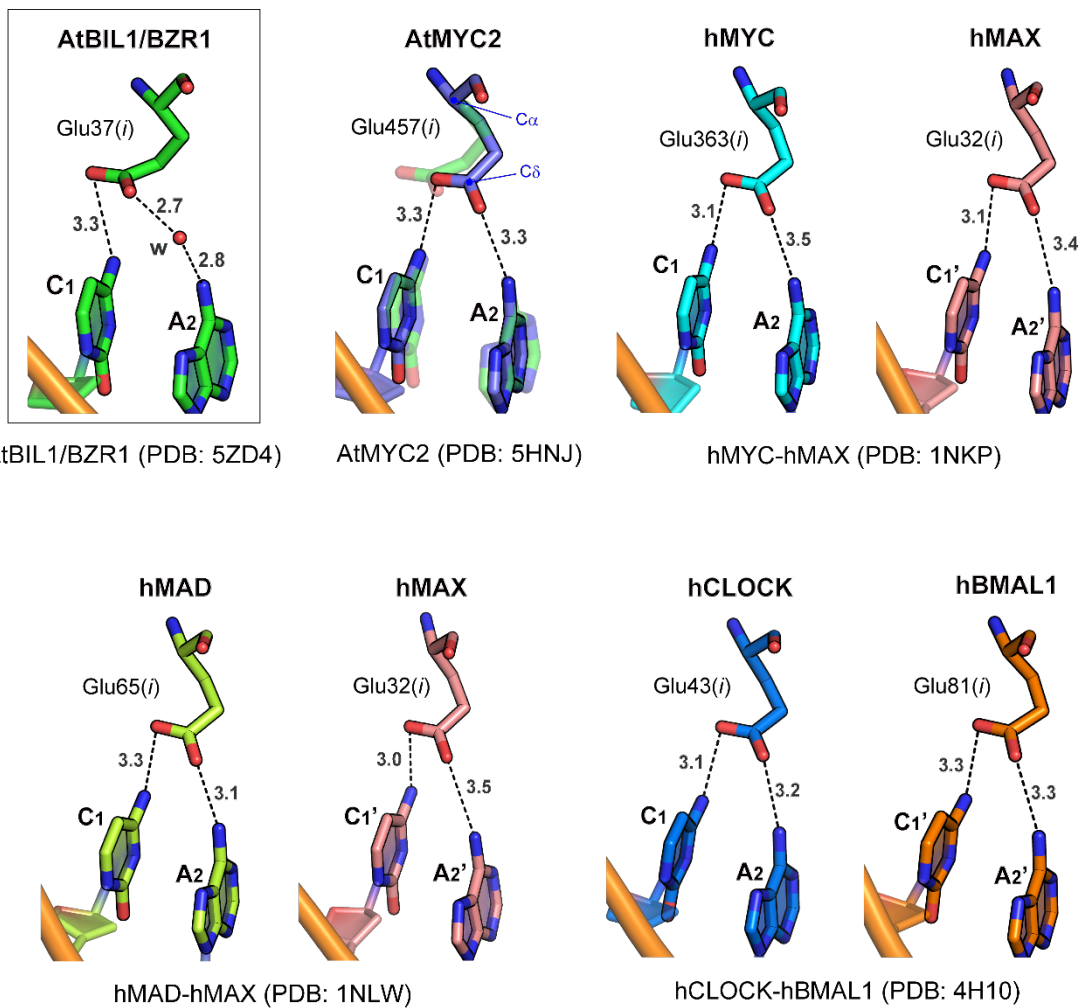 AtBIL1/BZR1 AtMYC2 hMYC hMAX
Glu37(i) Glu457(i) Cα Glu363(i) Glu32(i)
Cδ
3.3 2.7 w 2.8 3.3 3.3 3.1 3.5 3.1 3.4
C1 A2 C1 A2 C1 A2 C1’ A2’
tBIL1/BZR1 (PDB: 5ZD4) AtMYC2 (PDB: 5HNJ) hMYC-hMAX (PDB: 1NKP)
hMAD hMAX hCLOCK hBMAL1
Glu65(i) Glu32(i) Glu43(i) Glu81(i)
3.3 3.1 3.0 3.5 3.1 3.2 3.3 3.3
C1 A2 C1’ A2’ C1 A2 C1’ A2’
hMAD-hMAX (PDB: 1NLW) hCLOCK-hBMAL1 (PDB: 4H10)